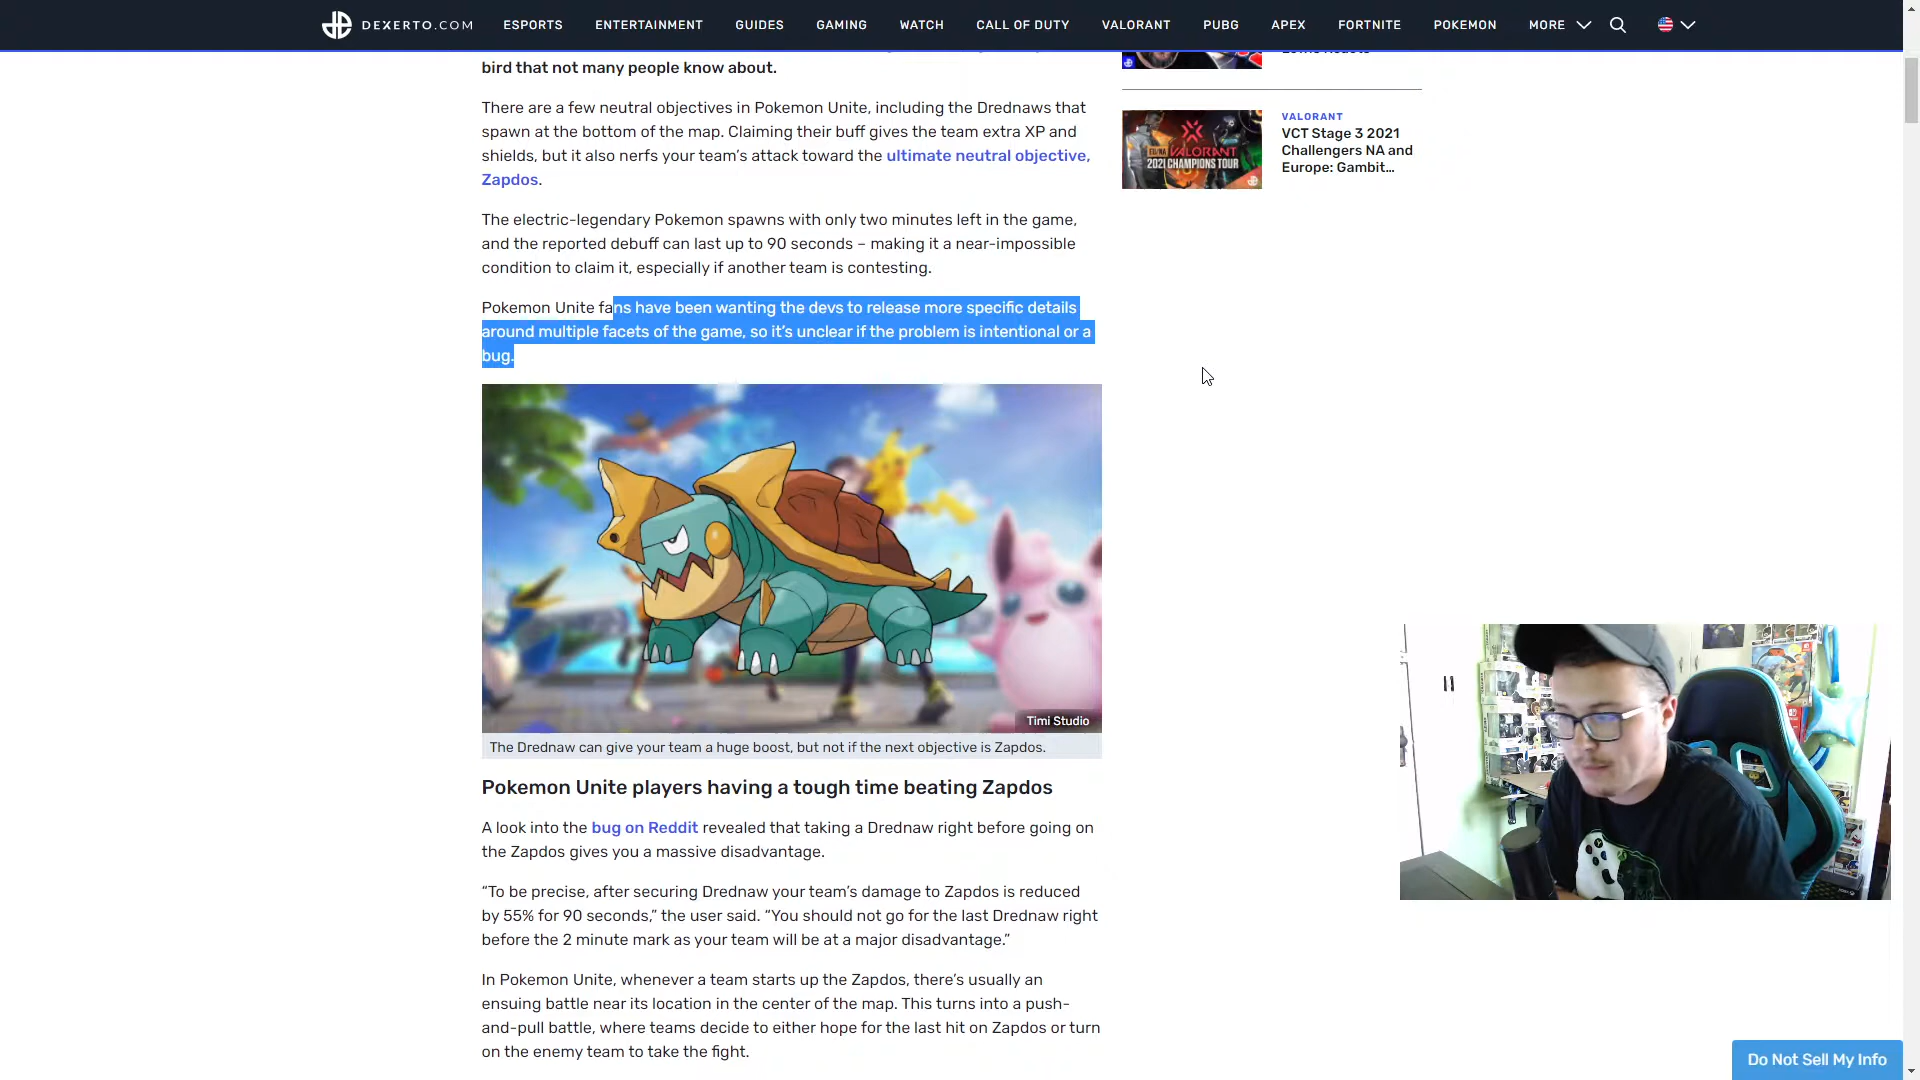 DEXERTO.COM ESPORTS ENTERTAINMENT GUIDES GAMING WATCH CALL OF DUTY VALORANT PUBG APEX FORTNITE POKEMON MORE
bird that not many people know about.
There are a few neutral objectives in Pokemon Unite, including the Drednaws that
spawn at the bottom of the map. Claiming their buff gives the team extra XP and
shields, but it also nerfs your team’s attack toward the ultimate neutral objective,
Zapdos.
The electric-legendary Pokemon spawns with only two minutes left in the game,
and the reported debuff can last up to 90 seconds – making it a near-impossible
condition to claim it, especially if another team is contesting.
Pokemon Unite fans have been wanting the devs to release more specific details
around multiple facets of the game, so it’s unclear if the problem is intentional or a
bug.
Timi Studio
The Drednaw can give your team a huge boost, but not if the next objective is Zapdos.
Pokemon Unite players having a tough time beating Zapdos
A look into the bug on Reddit revealed that taking a Drednaw right before going on
the Zapdos gives you a massive disadvantage.
“To be precise, after securing Drednaw your team’s damage to Zapdos is reduced
by 55% for 90 seconds,” the user said. “You should not go for the last Drednaw right
before the 2 minute mark as your team will be at a major disadvantage.”
In Pokemon Unite, whenever a team starts up the Zapdos, there’s usually an
ensuing battle near its location in the center of the map. This turns into a push-
and-pull battle, where teams decide to either hope for the last hit on Zapdos or turn
on the enemy team to take the fight.
EU/NA VALORANT
2021 CHAMPIONS TOUR
VALORANT
VCT Stage 3 2021
Challengers NA and
Europe: Gambit...
Do Not Sell My Info